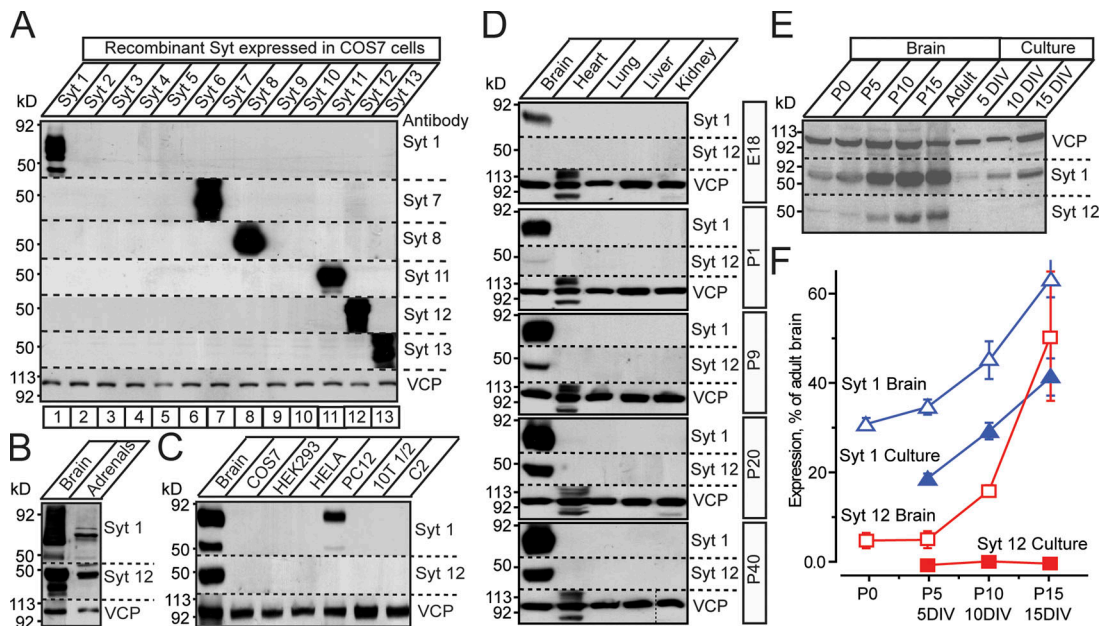 A
Recombinant Syt expressed in COS7 cells
Syt 1 Syt 2 Syt 3 Syt 4 Syt 5 Syt 6 Syt 7 Syt 8 Syt 9 Syt 10 Syt 11 Syt 12 Syt 13
kD
Antibody
92
Syt 1
50
50 Syt 7
50 Syt 8
50 Syt 11
50 Syt 12
50 Syt 13
113
VCP
92
1 2 3 4 5 6 7 8 9 10 11 12 13
B
Brain Adrenals
kD
92
Syt 1
50
50 Syt 12
113
VCP
92
C
Brain COS7 HEK293 HELA PC12 10T 1/2 C2
kD
92
Syt 1
50
50 Syt 12
113
VCP
92
D
Brain Heart Lung Liver Kidney
kD
92
Syt 1
50 Syt 12
113
VCP
92
E18
92
Syt 1
50
Syt 12
113
VCP
92
P1
92
Syt 1
50
Syt 12
113
VCP
92
P9
92
Syt 1
50 Syt 12
113
VCP
92
P20
92
Syt 1
50 Syt 12
113
VCP
92
P40
E
Brain Culture
P0 P5 P10 P15 Adult 5 DIV 10 DIV 15 DIV
kD
113
VCP
92
92
Syt 1
50
50 Syt 12
F
Expression, % of adult brain
60
40
20
0.0
Syt 1 Brain
Syt 1 Culture
Syt 12 Brain
Syt 12 Culture
P0 P5 P10 P15
5DIV 10DIV 15DIV